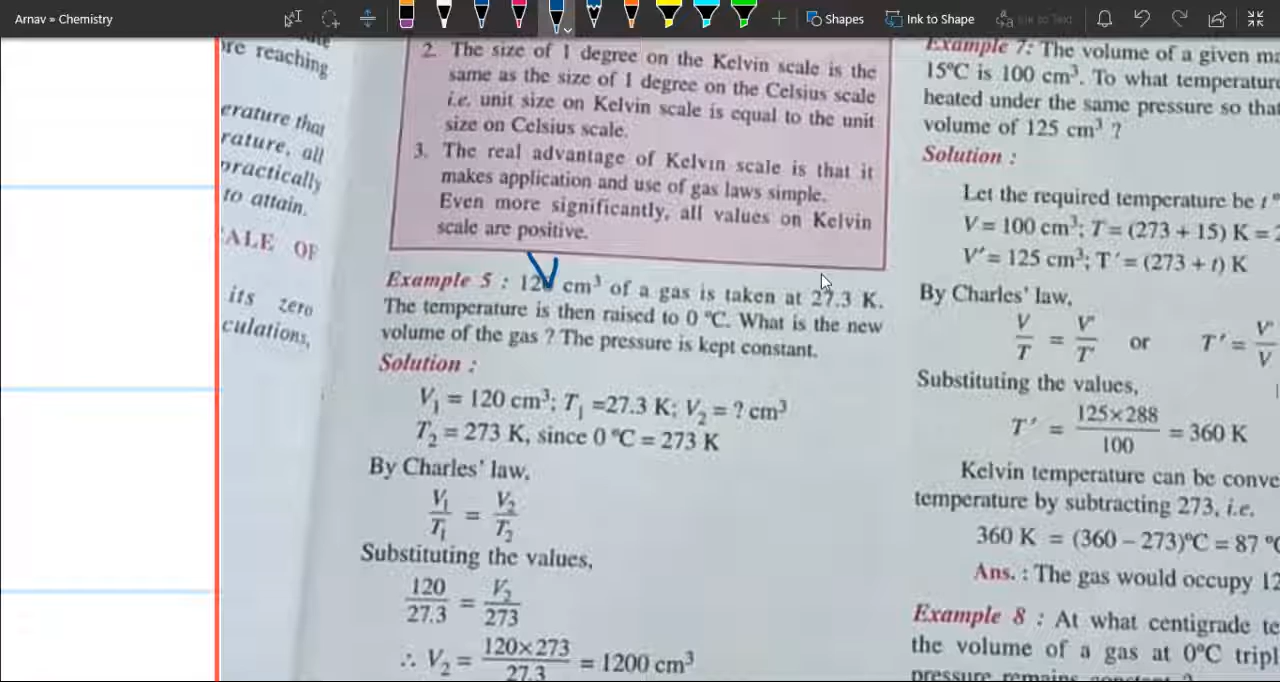 Arnav » Chemistry
Shapes
Ink to Shape
Ink to Text
re reaching
erature that
rature, all
practically
to attain.
ALE OF
its zero
culations,
2. The size of 1 degree on the Kelvin scale is the
same as the size of 1 degree on the Celsius scale
i.e. unit size on Kelvin scale is equal to the unit
size on Celsius scale.
3. The real advantage of Kelvin scale is that it
makes application and use of gas laws simple.
Even more significantly, all values on Kelvin
scale are positive.
Example 5 : 120 cm³ of a gas is taken at 27.3 K.
The temperature is then raised to 0 °C. What is the new
volume of the gas ? The pressure is kept constant.
Solution :
V₁ = 120 cm³; T₁ =27.3 K; V₂ = ? cm³
T₂ = 273 K, since 0 °C = 273 K
By Charles' law,
V₁/T₁ = V₂/T₂
Substituting the values,
120/27.3 = V₂/273
∴ V₂ = 120×273/27.3 = 1200 cm³
Example 7: The volume of a given ma
15°C is 100 cm³. To what temperature
heated under the same pressure so that
volume of 125 cm³ ?
Solution :
Let the required temperature be t °
V = 100 cm³; T = (273 + 15) K = 2
V' = 125 cm³; T' = (273 + t) K
By Charles' law,
V/T = V'/T' or T' = V'/V
Substituting the values,
T' = 125×288/100 = 360 K
Kelvin temperature can be conve
temperature by subtracting 273, i.e.
360 K = (360 – 273)°C = 87 °C
Ans. : The gas would occupy 12
Example 8 : At what centigrade te
the volume of a gas at 0°C tripl
pressure remains constant ?